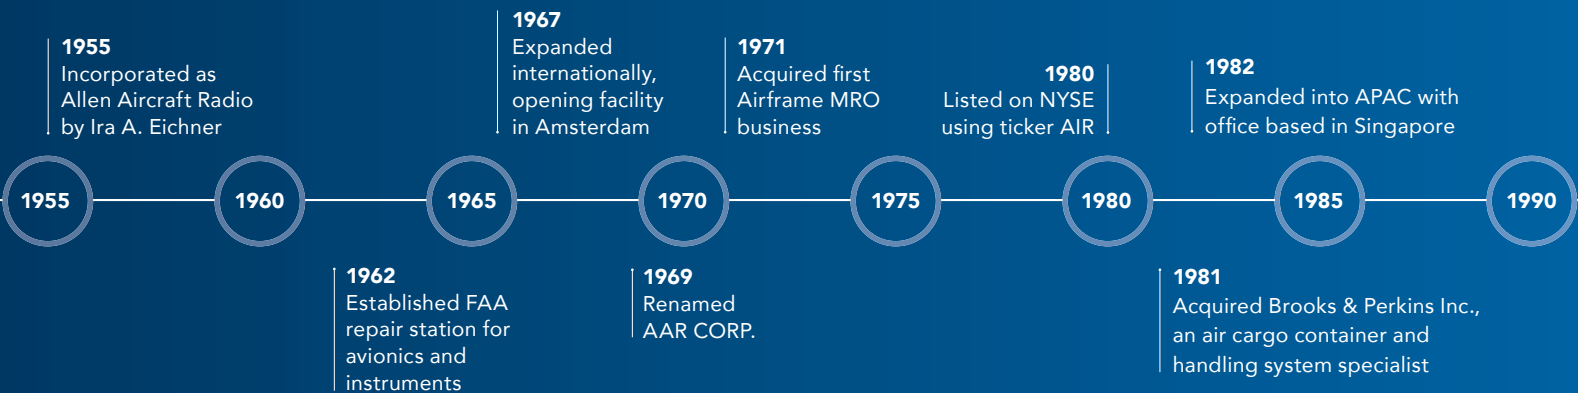 1955
Incorporated as
Allen Aircraft Radio
by Ira A. Eichner
1967
Expanded
internationally,
opening facility
in Amsterdam
1971
Acquired first
Airframe MRO
business
1980
Listed on NYSE
using ticker AIR
1982
Expanded into APAC with
office based in Singapore
1955
1960
1965
1970
1975
1980
1985
1990
1962
Established FAA
repair station for
avionics and
instruments
1969
Renamed
AAR CORP.
1981
Acquired Brooks & Perkins Inc.,
an air cargo container and
handling system specialist